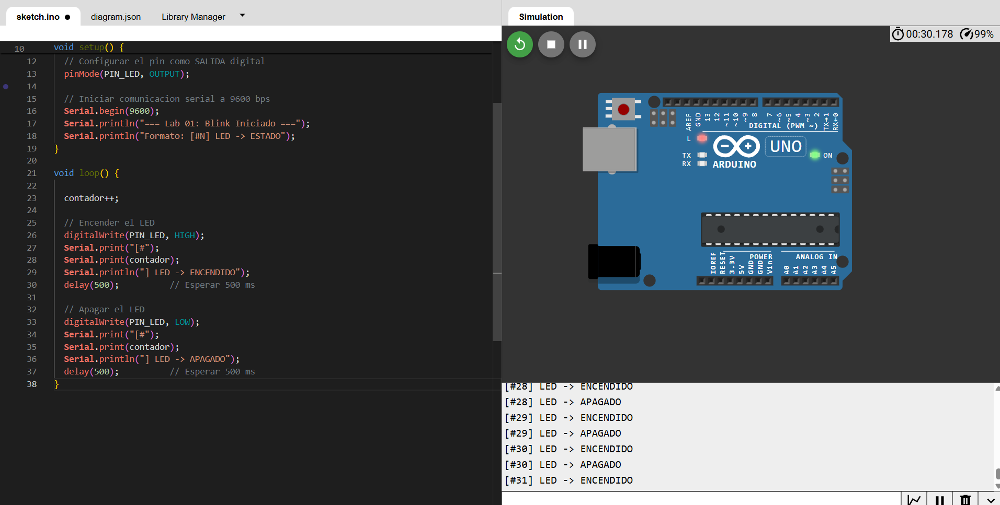 sketch.ino ●
diagram.json
Library Manager
10 void setup() {
12 // Configurar el pin como SALIDA digital
13 pinMode(PIN_LED, OUTPUT);
14
15 // Iniciar comunicacion serial a 9600 bps
16 Serial.begin(9600);
17 Serial.println("=== Lab 01: Blink Iniciado ===");
18 Serial.println("Formato: [#N] LED -> ESTADO");
19 }
20
21 void loop() {
22
23 contador++;
24
25 // Encender el LED
26 digitalWrite(PIN_LED, HIGH);
27 Serial.print("[#");
28 Serial.print(contador);
29 Serial.println("] LED -> ENCENDIDO");
30 delay(500); // Esperar 500 ms
31
32 // Apagar el LED
33 digitalWrite(PIN_LED, LOW);
34 Serial.print("[#");
35 Serial.print(contador);
36 Serial.println("] LED -> APAGADO");
37 delay(500); // Esperar 500 ms
38 }
Simulation
00:30.178 99%
AREF GND 13 12 ~11 ~10 ~9 8 7 ~6 ~5 4 ~3 2 TX→1 RX←0
DIGITAL (PWM ~)
L
TX
RX
UNO
ON
ARDUINO
IOREF RESET 3.3V 5V GND GND Vin A0 A1 A2 A3 A4 A5
POWER
ANALOG IN
[#28] LED -> ENCENDIDO
[#28] LED -> APAGADO
[#29] LED -> ENCENDIDO
[#29] LED -> APAGADO
[#30] LED -> ENCENDIDO
[#30] LED -> APAGADO
[#31] LED -> ENCENDIDO